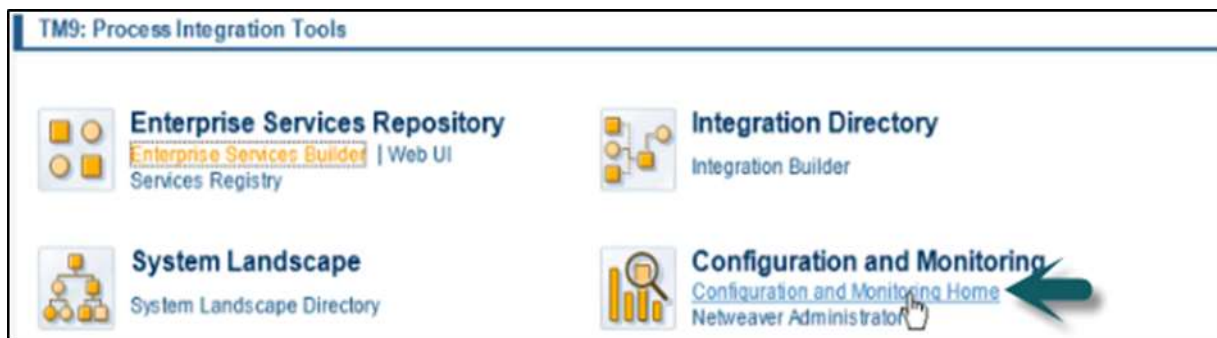 TM9: Process Integration Tools
Enterprise Services Repository
Enterprise Services Builder | Web UI
Services Registry
Integration Directory
Integration Builder
System Landscape
System Landscape Directory
Configuration and Monitoring
Configuration and Monitoring Home
Netweaver Administrator